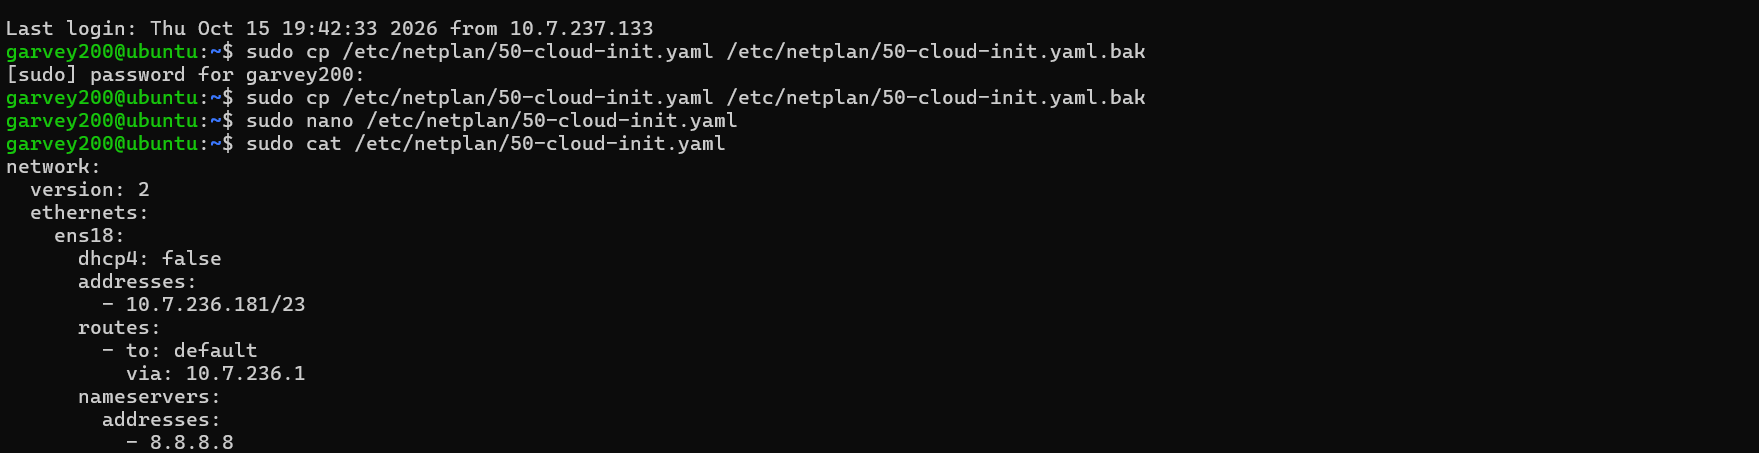 Last login: Thu Oct 15 19:42:33 2026 from 10.7.237.133
garvey200@ubuntu:~$ sudo cp /etc/netplan/50-cloud-init.yaml /etc/netplan/50-cloud-init.yaml.bak
[sudo] password for garvey200:
garvey200@ubuntu:~$ sudo cp /etc/netplan/50-cloud-init.yaml /etc/netplan/50-cloud-init.yaml.bak
garvey200@ubuntu:~$ sudo nano /etc/netplan/50-cloud-init.yaml
garvey200@ubuntu:~$ sudo cat /etc/netplan/50-cloud-init.yaml
network:
  version: 2
  ethernets:
    ens18:
      dhcp4: false
      addresses:
        - 10.7.236.181/23
      routes:
        - to: default
          via: 10.7.236.1
      nameservers:
        addresses:
          - 8.8.8.8